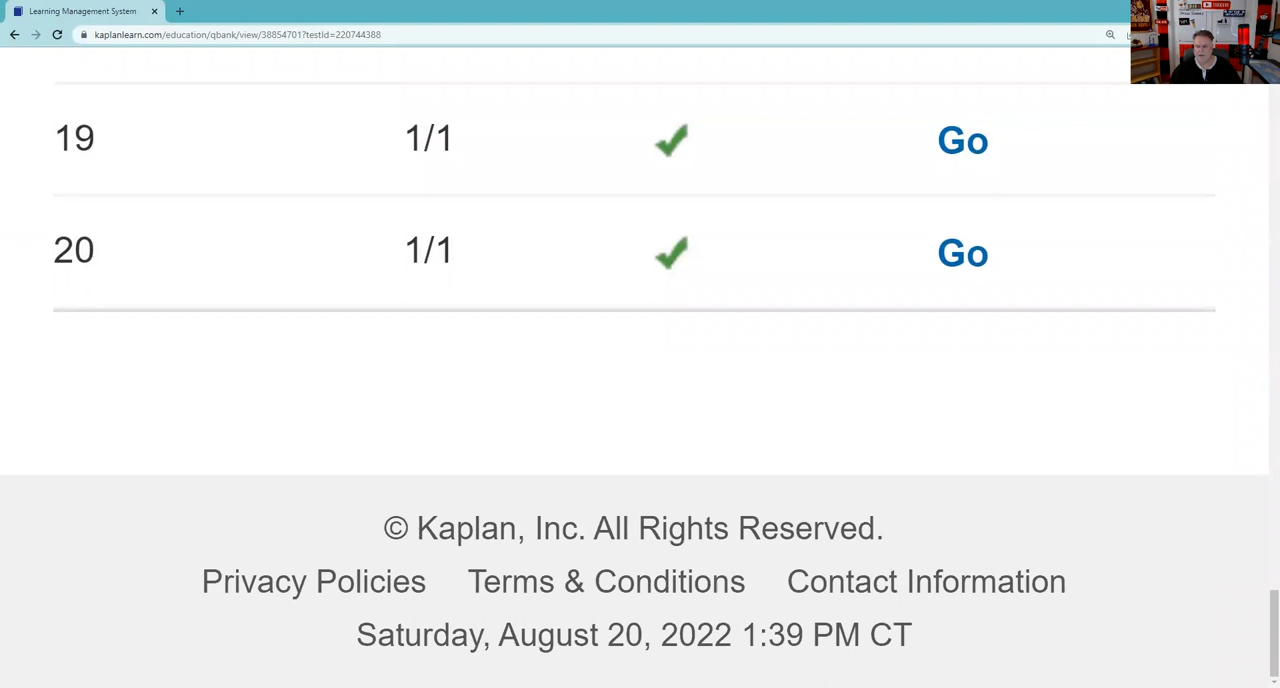 Learning Management System
kaplanlearn.com/education/qbank/view/38854701?testId=220744388
19 1/1 Go
20 1/1 Go
© Kaplan, Inc. All Rights Reserved.
Privacy Policies Terms & Conditions Contact Information
Saturday, August 20, 2022 1:39 PM CT